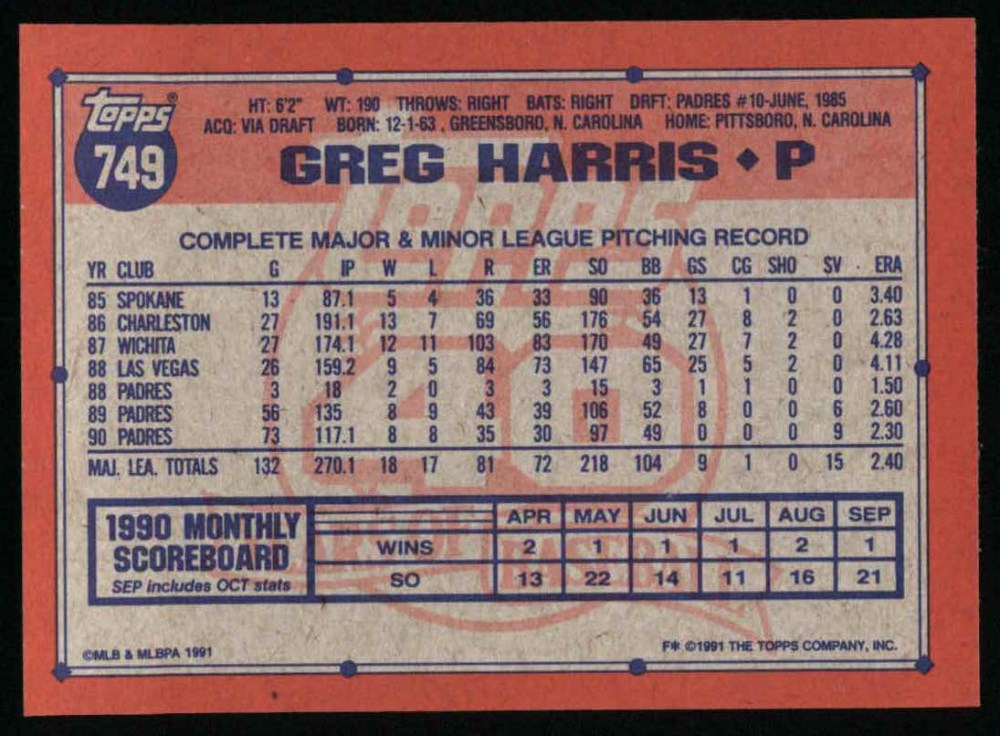 Topps®
749
HT: 6'2" WT: 190 THROWS: RIGHT BATS: RIGHT DRFT: PADRES #10-JUNE, 1985
ACQ: VIA DRAFT BORN: 12-1-63 , GREENSBORO, N. CAROLINA HOME: PITTSBORO, N. CAROLINA
GREG HARRIS ♦ P
COMPLETE MAJOR & MINOR LEAGUE PITCHING RECORD
YR CLUB G IP W L R ER SO BB GS CG SHO SV ERA
85 SPOKANE 13 87.1 5 4 36 33 90 36 13 1 0 0 3.40
86 CHARLESTON 27 191.1 13 7 69 56 176 54 27 8 2 0 2.63
87 WICHITA 27 174.1 12 11 103 83 170 49 27 7 2 0 4.28
88 LAS VEGAS 26 159.2 9 5 84 73 147 65 25 5 2 0 4.11
88 PADRES 3 18 2 0 3 3 15 3 1 1 0 0 1.50
89 PADRES 56 135 8 9 43 39 106 52 8 0 0 6 2.60
90 PADRES 73 117.1 8 8 35 30 97 49 0 0 0 9 2.30
MAJ. LEA. TOTALS 132 270.1 18 17 81 72 218 104 9 1 0 15 2.40
1990 MONTHLY
SCOREBOARD
SEP includes OCT stats
APR MAY JUN JUL AUG SEP
WINS 2 1 1 1 2 1
SO 13 22 14 11 16 21
Topps
40
YEARS OF BASEBALL
©MLB & MLBPA 1991
F* ©1991 THE TOPPS COMPANY, INC.